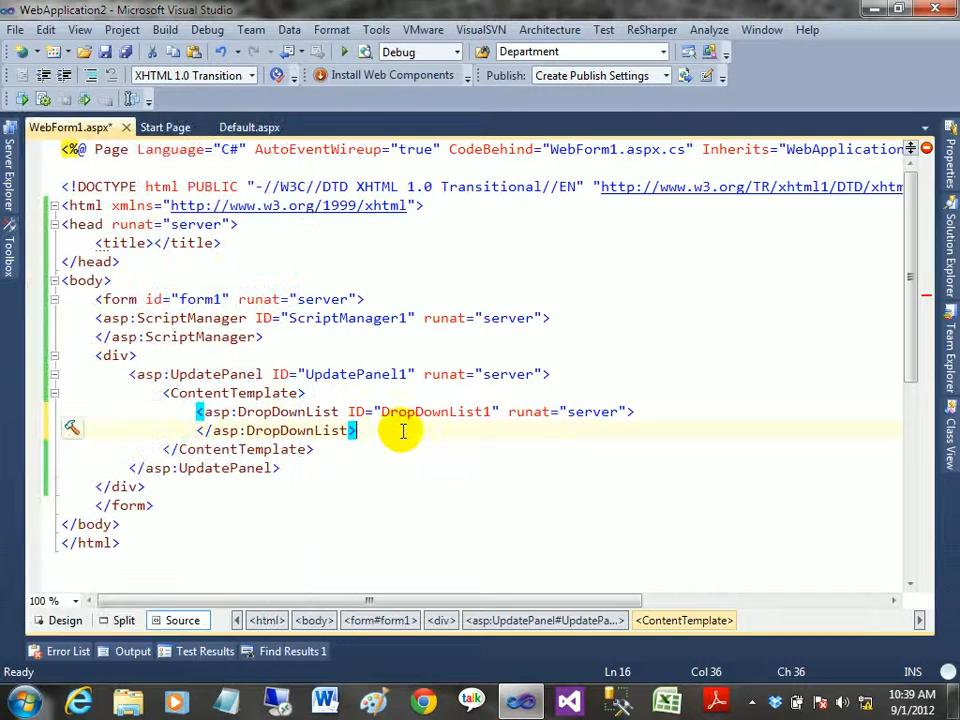 WebApplication2 - Microsoft Visual Studio
File Edit View Project Build Debug Team Data Format Tools VMware VisualSVN Architecture Test ReSharper Analyze Window Help
Debug Department
XHTML 1.0 Transition Install Web Components Publish: Create Publish Settings
WebForm1.aspx* Start Page Default.aspx
<%@ Page Language="C#" AutoEventWireup="true" CodeBehind="WebForm1.aspx.cs" Inherits="WebApplication
<!DOCTYPE html PUBLIC "-//W3C//DTD XHTML 1.0 Transitional//EN" "http://www.w3.org/TR/xhtml1/DTD/xhtm
<html xmlns="http://www.w3.org/1999/xhtml">
<head runat="server">
<title></title>
</head>
<body>
<form id="form1" runat="server">
<asp:ScriptManager ID="ScriptManager1" runat="server">
</asp:ScriptManager>
<div>
<asp:UpdatePanel ID="UpdatePanel1" runat="server">
<ContentTemplate>
<asp:DropDownList ID="DropDownList1" runat="server">
</asp:DropDownList>
</ContentTemplate>
</asp:UpdatePanel>
</div>
</form>
</body>
</html>
Server Explorer
Toolbox
Properties
Solution Explorer
Team Explorer
Class View
100 %
Design Split Source <html> <body> <form#form1> <div> <asp:UpdatePanel#UpdatePa...> <ContentTemplate>
Error List Output Test Results Find Results 1
Ready Ln 16 Col 36 Ch 36 INS
talk
10:39 AM
9/1/2012